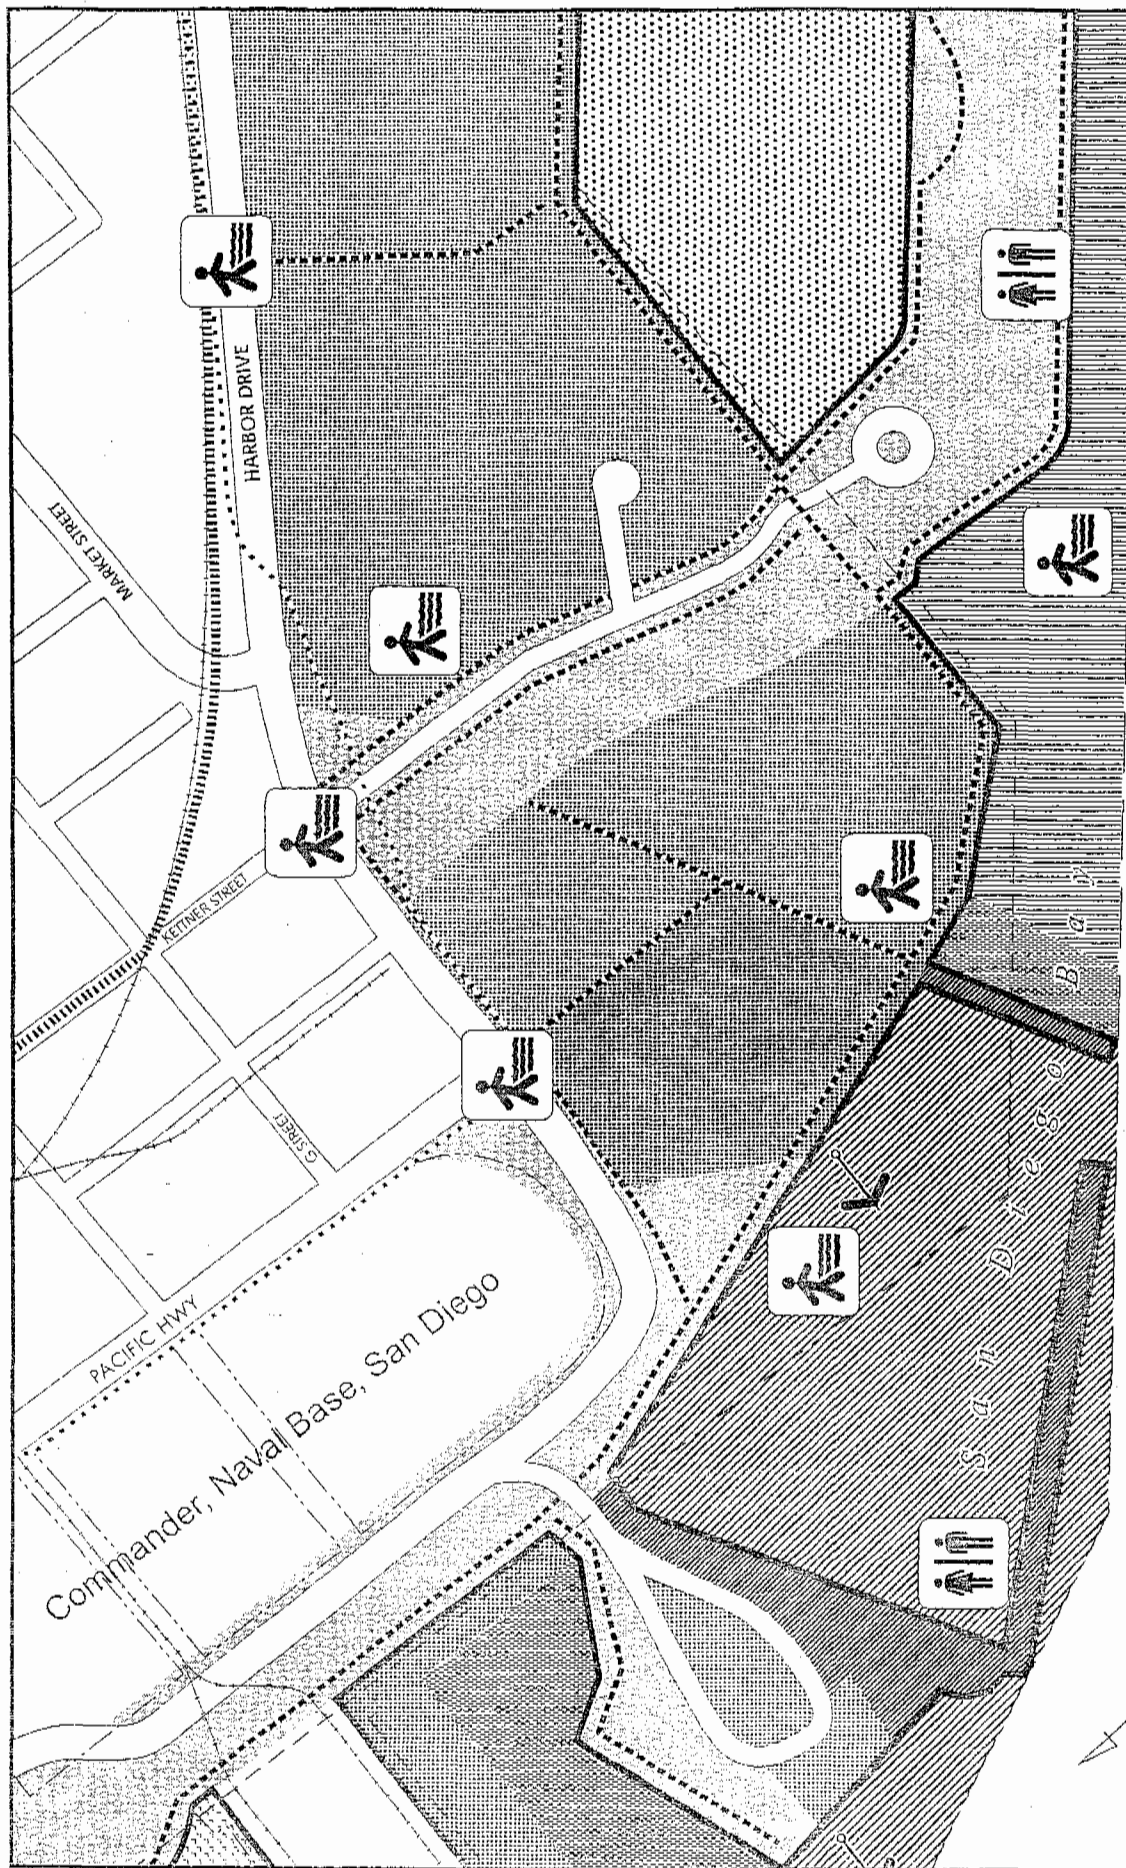 HARBOR DRIVE
MARKET STREET
KETTNER STREET
G STREET
PACIFIC HWY
Commander, Naval Base, San Diego
San Diego Bay